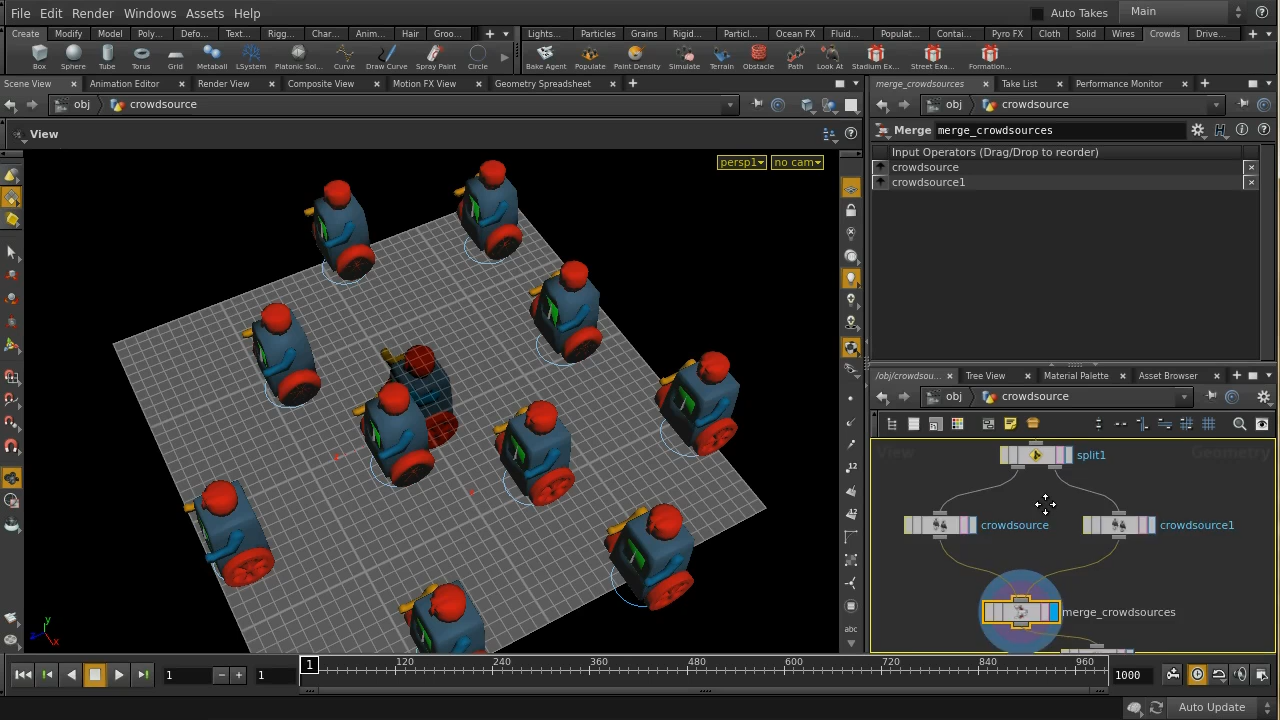 File Edit Render Windows Assets Help
Auto Takes Main
Create Modify Model Poly... Defo... Text... Rigg... Char... Anim... Hair Groo...
Lights... Particles Grains Rigid... Particl... Ocean FX Fluid... Populat... Contai... Pyro FX Cloth Solid Wires Crowds Drive...
Box Sphere Tube Torus Grid Metaball LSystem Platonic Sol... Curve Draw Curve Spray Paint Circle
Bake Agent Populate Paint Density Simulate Terrain Obstacle Path Look At Stadium Ex... Street Exa... Formation...
Scene View Animation Editor Render View Composite View Motion FX View Geometry Spreadsheet
merge_crowdsources Take List Performance Monitor
obj crowdsource
obj crowdsource
View
Merge merge_crowdsources
persp1 no cam
Input Operators (Drag/Drop to reorder)
crowdsource
crowdsource1
/obj/crowdsou... Tree View Material Palette Asset Browser
obj crowdsource
View Geometry
split1
crowdsource crowdsource1
merge_crowdsources
12
12
abc
y
x
z
1 1 1 120 240 360 480 600 720 840 960 1000
Auto Update